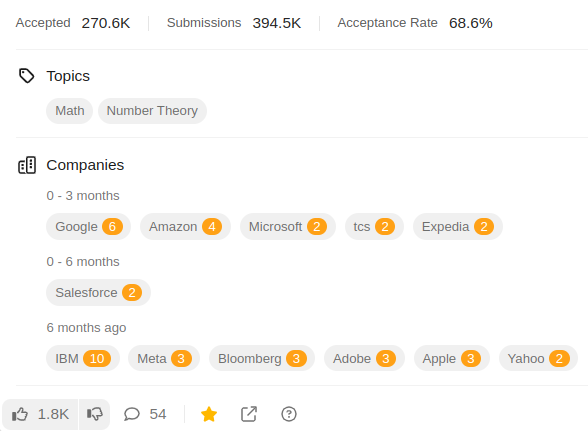 Accepted 270.6K Submissions 394.5K Acceptance Rate 68.6%
Topics
Math Number Theory
Companies
0 - 3 months
Google 6 Amazon 4 Microsoft 2 tcs 2 Expedia 2
0 - 6 months
Salesforce 2
6 months ago
IBM 10 Meta 3 Bloomberg 3 Adobe 3 Apple 3 Yahoo 2
1.8K 54